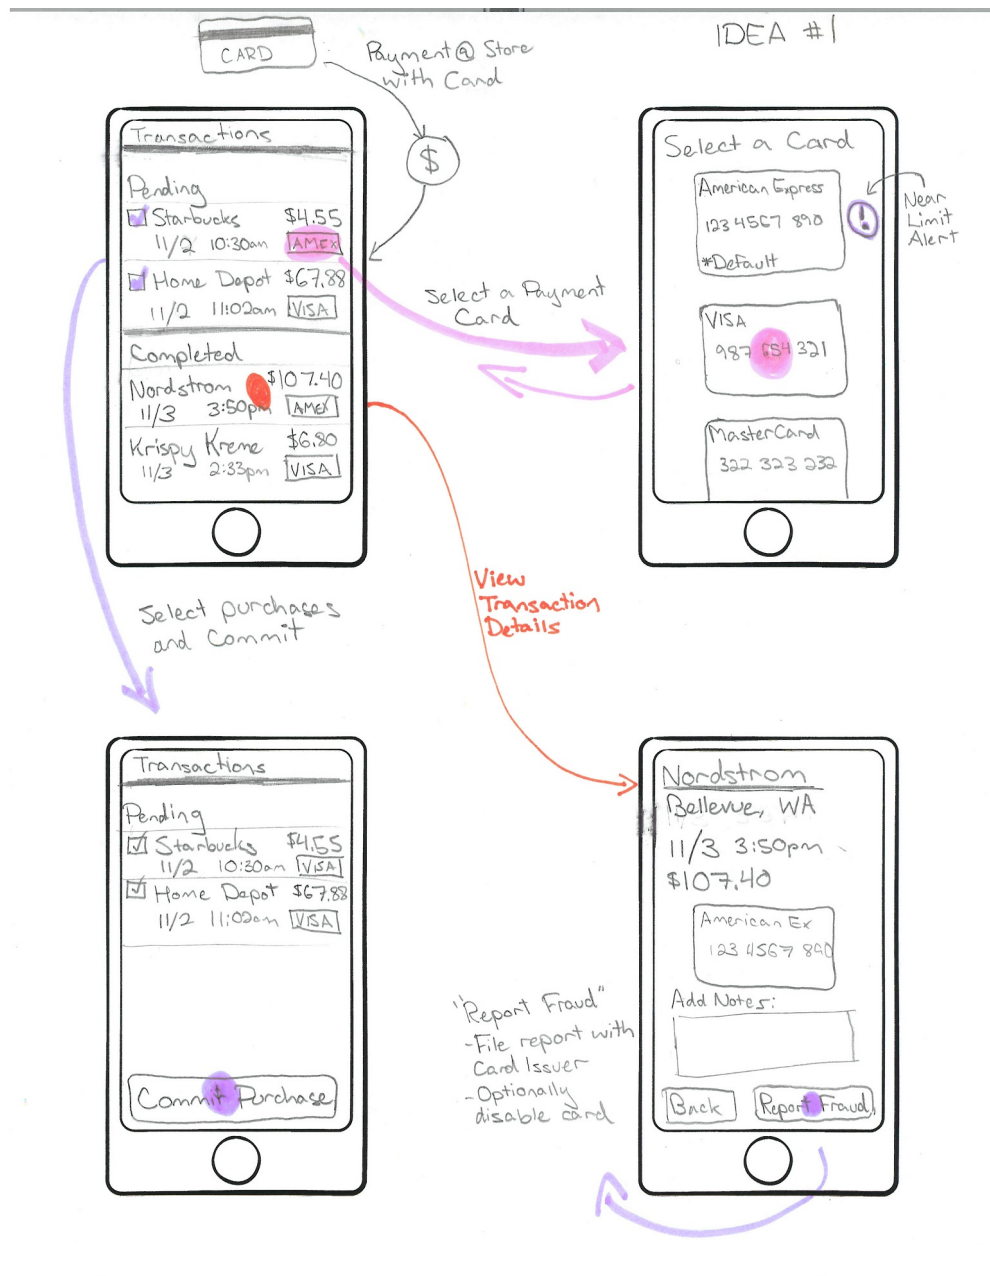 IDEA #1
CARD
Payment @ Store
with Card
$
Transactions
Pending
Starbucks $4.55
11/2 10:30am AMEX
Home Depot $67.88
11/2 11:02am VISA
Completed
Nordstrom $107.40
11/3 3:50pm AMEX
Krispy Kreme $6.80
11/3 2:33pm VISA
Select a Payment
Card
Select a Card
American Express
123 4567 890
*Default
!
Near
Limit
Alert
VISA
987 654 321
MasterCard
322 323 232
Select purchases
and Commit
View
Transaction
Details
Transactions
Pending
Starbucks $4.55
11/2 10:30am VISA
Home Depot $67.88
11/2 11:02am VISA
Commit Purchase
Nordstrom
Bellevue, WA
11/3 3:50pm
$107.40
American Ex
123 4567 890
Add Notes:
Back Report Fraud
"Report Fraud"
-File report with
Card Issuer
-Optionally
disable card